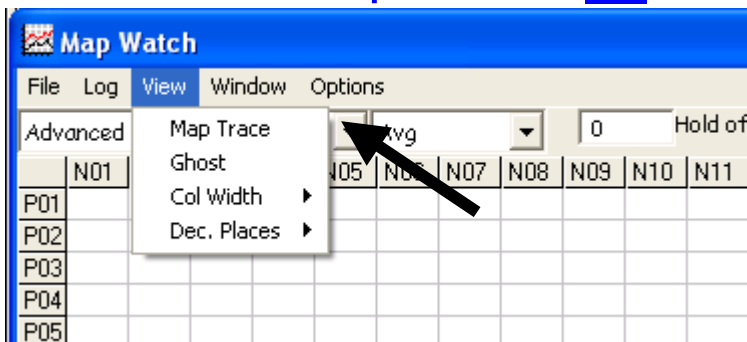 Map Watch
File Log View Window Options
Advanced Avg 0 Hold of
Map Trace
Ghost
Col Width
Dec. Places
N01 N05 N06 N07 N08 N09 N10 N11
P01
P02
P03
P04
P05